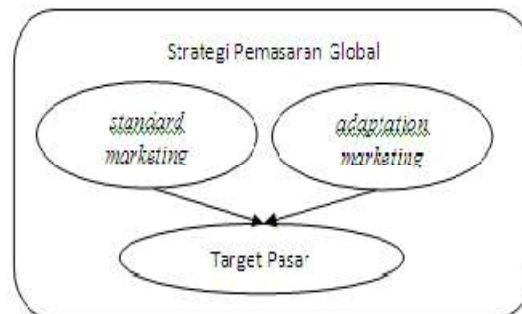 Strategi Pemasaran Global
standard
marketing
adaptation
marketing
Target Pasar